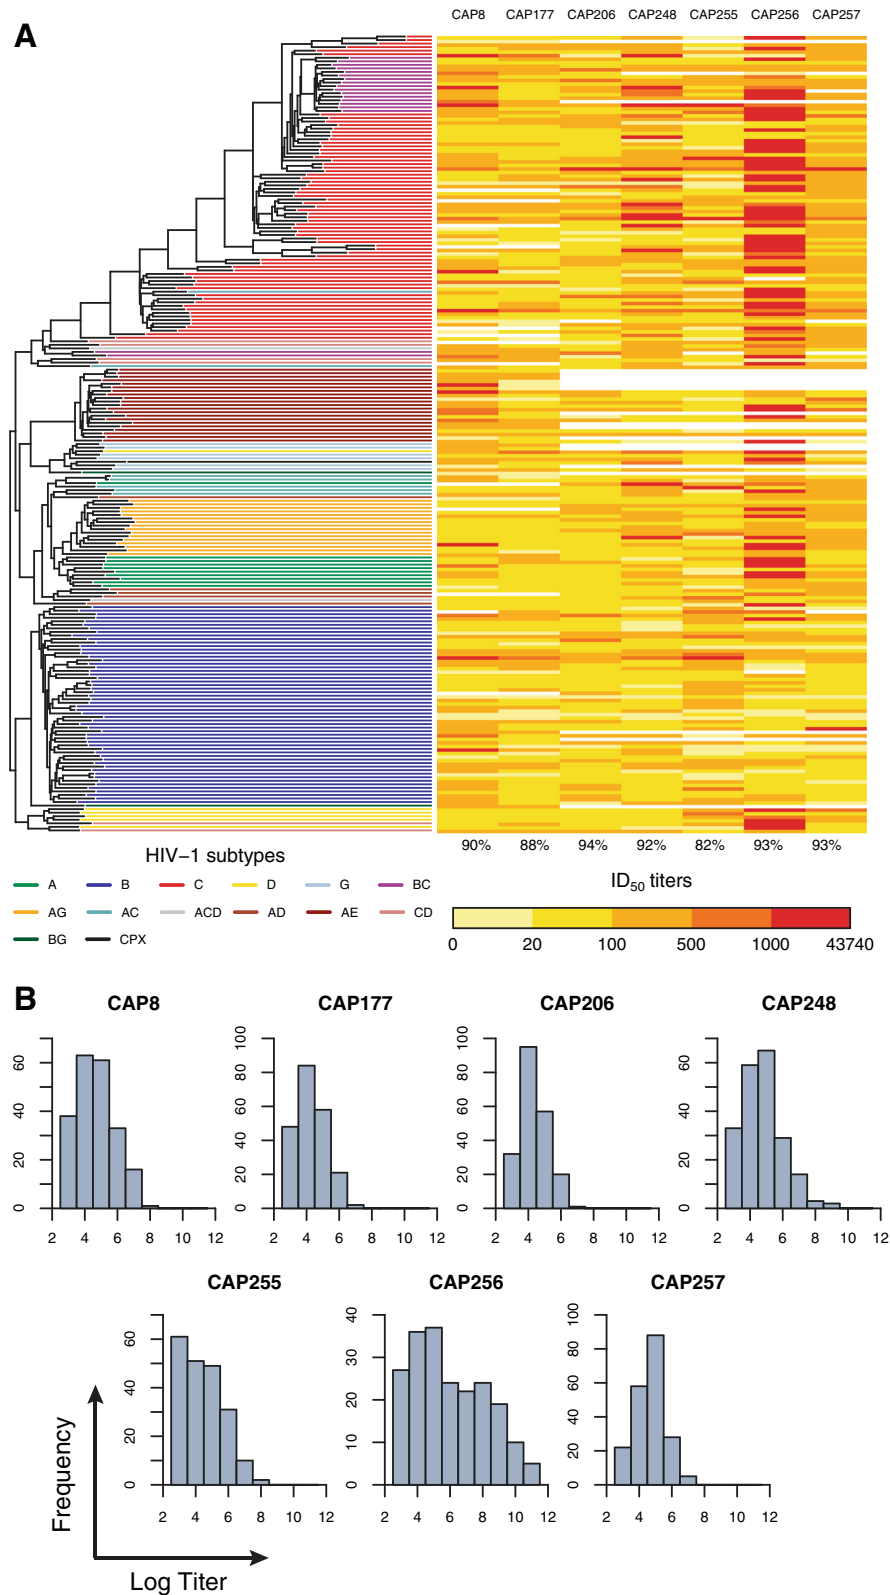 A
CAP8 CAP177 CAP206 CAP248 CAP255 CAP256 CAP257
90% 88% 94% 92% 82% 93% 93%
HIV−1 subtypes
A B C D G BC
AG AC ACD AD AE CD
BG CPX
ID50 titers
0 20 100 500 1000 43740
B
CAP8 CAP177 CAP206 CAP248
0 20 40 60
2 4 6 8 10 12
0 20 40 60 80 100
2 4 6 8 10 12
0 20 40 60 80 100
2 4 6 8 10 12
0 20 40 60
2 4 6 8 10 12
CAP255 CAP256 CAP257
0 20 40 60
2 4 6 8 10 12
0 10 20 30 40
2 4 6 8 10 12
0 20 40 60 80 100
2 4 6 8 10 12
Frequency
Log Titer